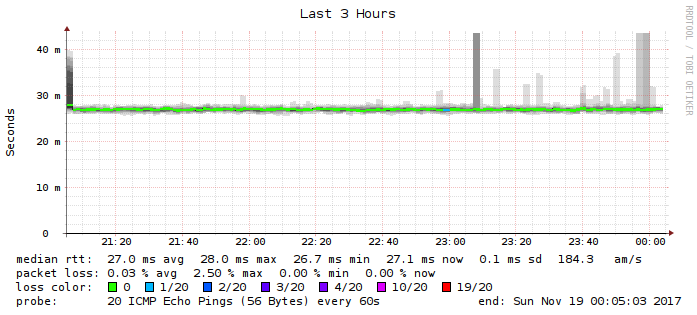 Last 3 Hours
RRDTOOL / TOBI OETIKER
Seconds
40 m
30 m
20 m
10 m
0
21:20 21:40 22:00 22:20 22:40 23:00 23:20 23:40 00:00
median rtt: 27.0 ms avg 28.0 ms max 26.7 ms min 27.1 ms now 0.1 ms sd 184.3 am/s
packet loss: 0.03 % avg 2.50 % max 0.00 % min 0.00 % now
loss color: 0 1/20 2/20 3/20 4/20 10/20 19/20
probe: 20 ICMP Echo Pings (56 Bytes) every 60s end: Sun Nov 19 00:05:03 2017